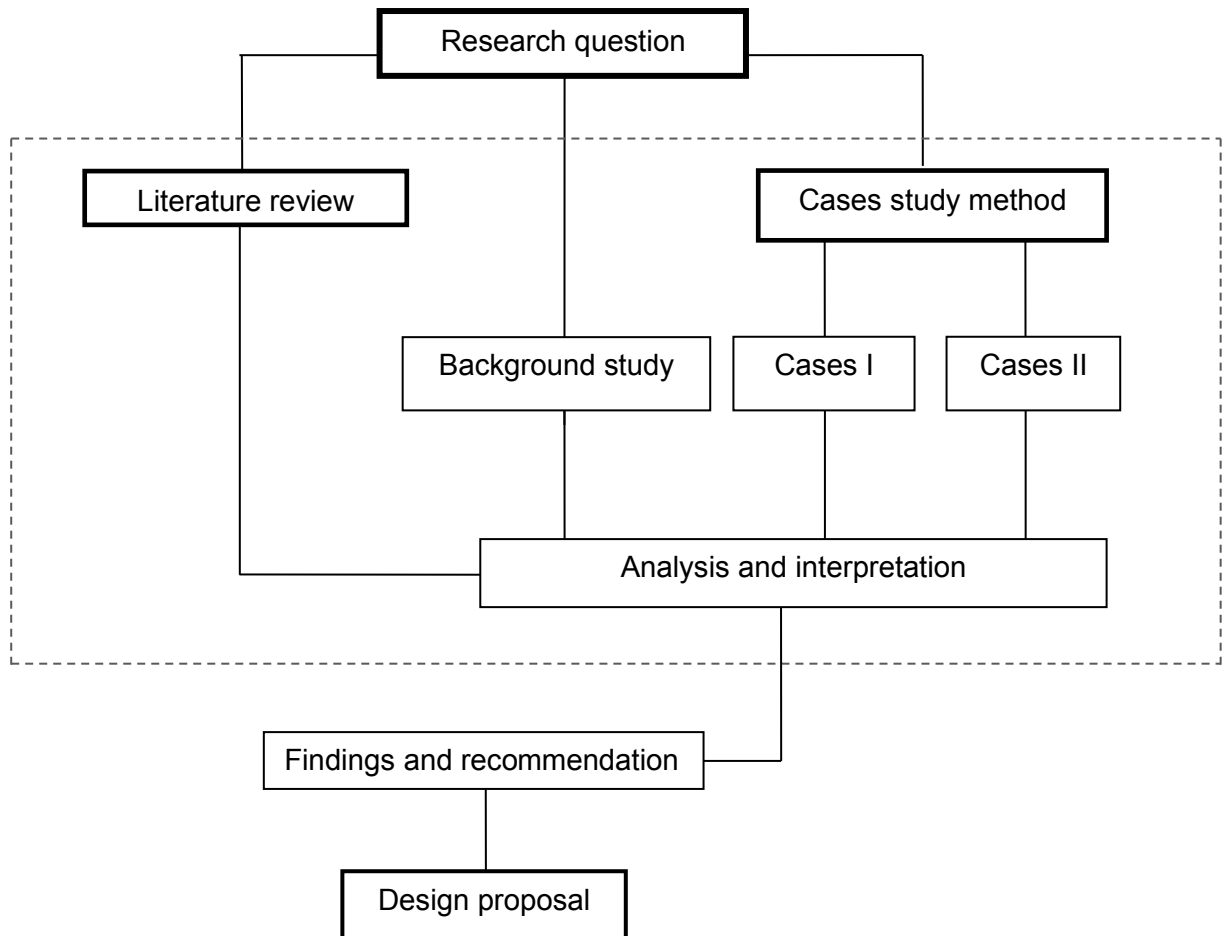 Research question
Literature review
Cases study method
Background study
Cases I
Cases II
Analysis and interpretation
Findings and recommendation
Design proposal